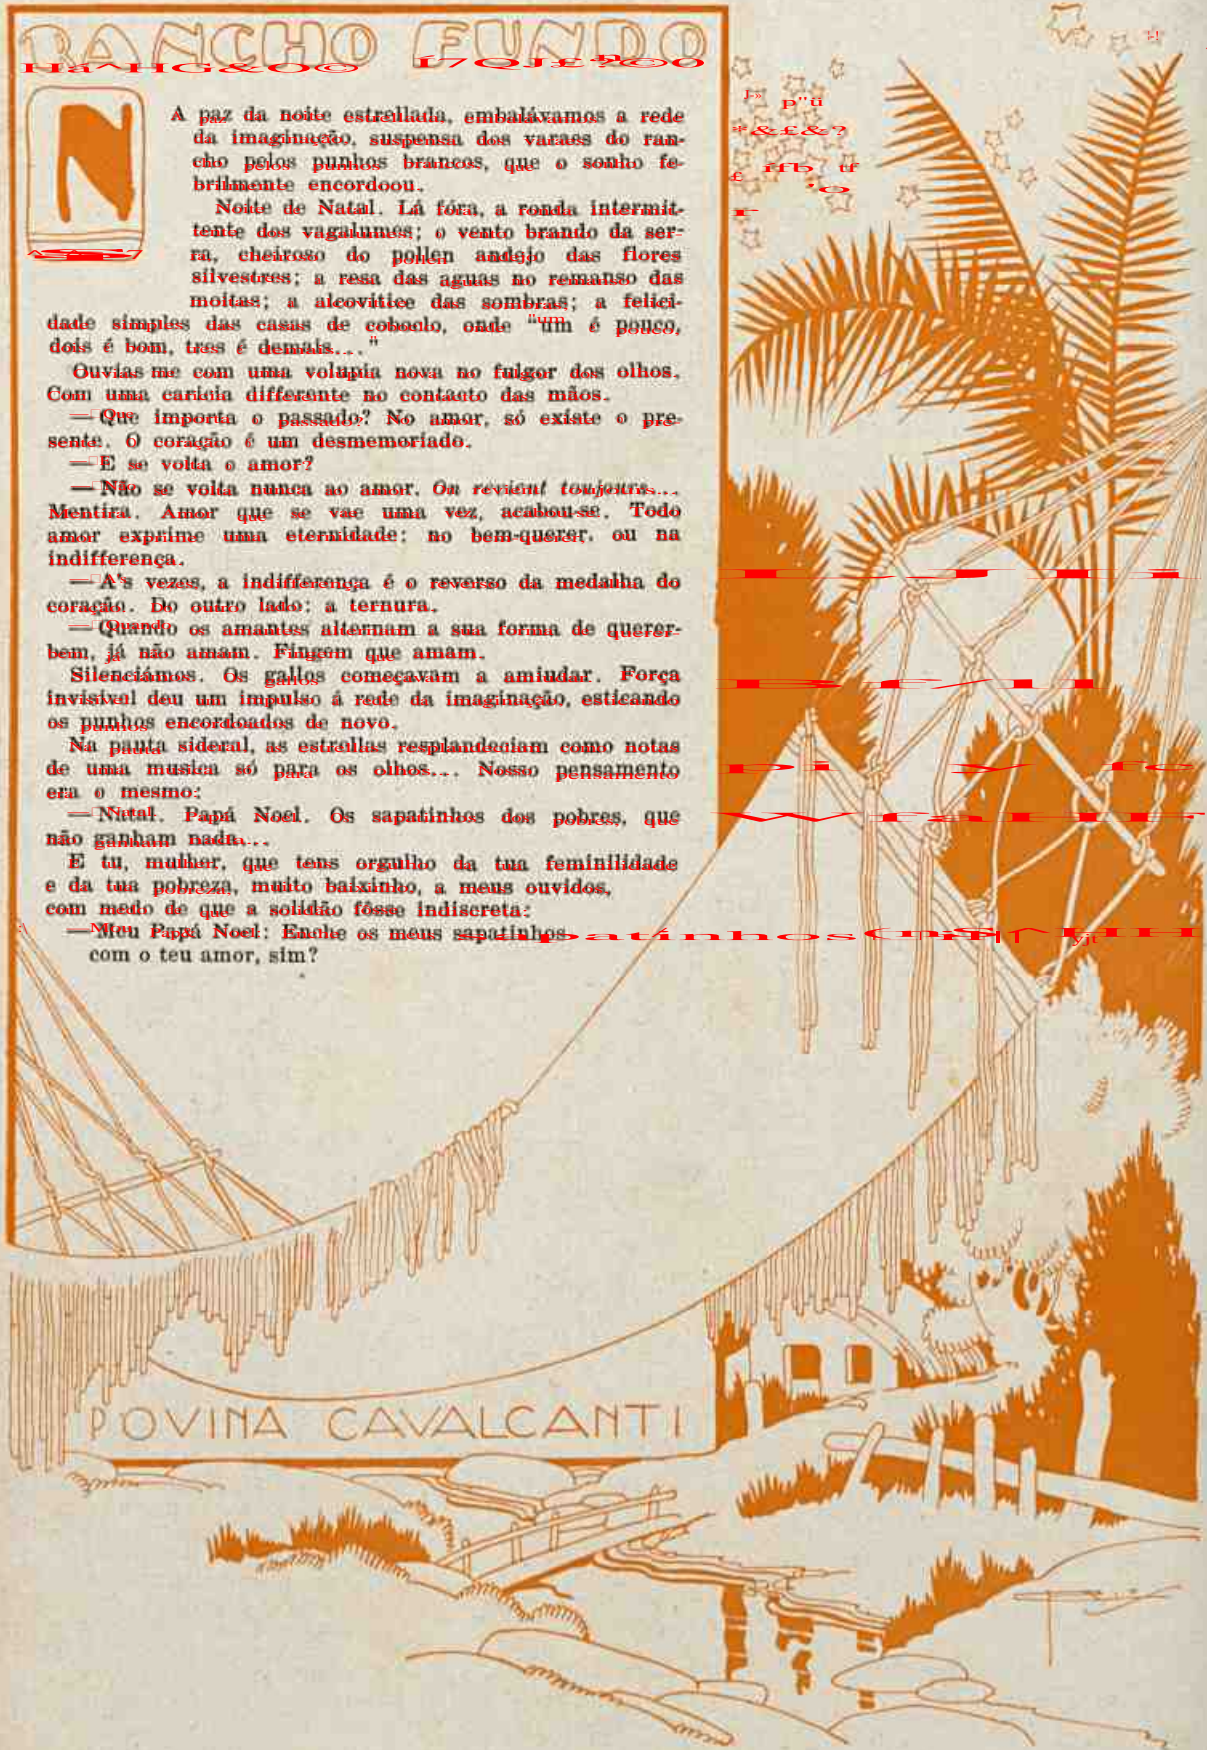 RANCHO FUNDO
NA paz da noite estrellada, embalávamos a rede
da imaginação, suspensa dos varaes do ran-
cho pelos punhos brancos, que o sonho fe-
brilmente encordoou.
Noite de Natal. Lá fóra, a ronda intermit-
tente dos vagalumes; o vento brando da ser-
ra, cheiroso do pollen andejo das flores
silvestres; a resa das aguas no remanso das
moitas; a alcovitice das sombras; a felici-
dade simples das casas de coboclo, onde "um é pouco,
dois é bom, tres é demais..."
Ouvias me com uma volupia nova no fulgor dos olhos.
Com uma caricia differente no contacto das mãos.
— Que importa o passado? No amor, só existe o pre-
sente. O coração é um desmemoriado.
— E se volta o amor?
— Não se volta nunca ao amor. On revient toujours...
Mentira. Amor que se vae uma vez, acabou-se. Todo
amor exprime uma eternidade: no bem-querer, ou na
indifferença.
— A's vezes, a indifferença é o reverso da medalha do
coração. Do outro lado: a ternura.
— Quando os amantes alternam a sua forma de querer-
bem, já não amam. Fingem que amam.
Silenciámos. Os gallos começavam a amiudar. Força
invisivel deu um impulso á rede da imaginação, esticando
os punhos encordoados de novo.
Na pauta sideral, as estrellas resplandeciam como notas
de uma musica só para os olhos... Nosso pensamento
era o mesmo:
— Natal. Papá Noel. Os sapatinhos dos pobres, que
não ganham nada...
E tu, mulher, que tens orgulho da tua feminilidade
e da tua pobreza, muito baixinho, a meus ouvidos,
com medo de que a solidão fôsse indiscreta:
— Meu Papá Noel: Enche os meus sapatinhos
com o teu amor, sim?
POVINA CAVALCANTI